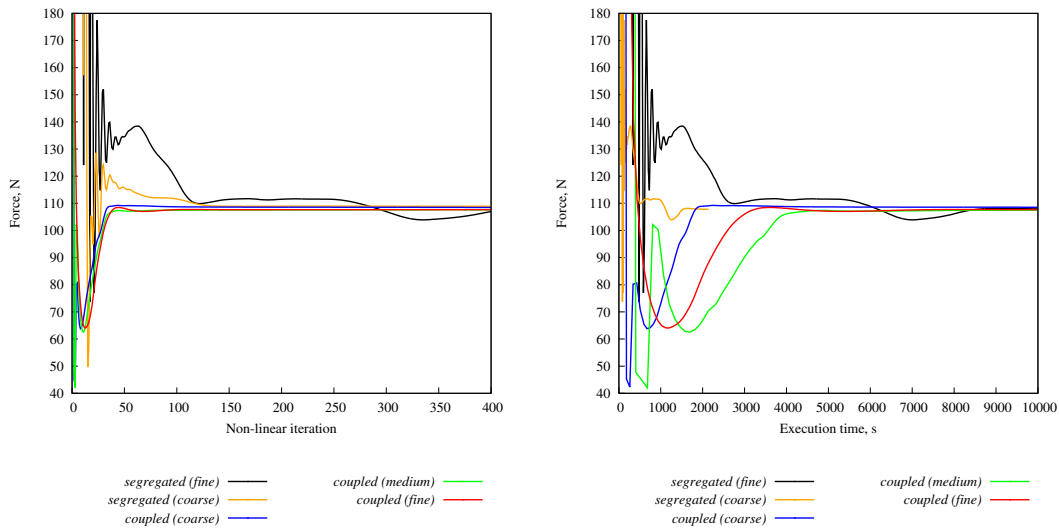 180
170
160
150
140
130
120
110
100
90
80
70
60
50
40
Force, N
0 50 100 150 200 250 300 350 400
Non-linear iteration
segregated (fine)
segregated (coarse)
coupled (coarse)
coupled (medium)
coupled (fine)
180
170
160
150
140
130
120
110
100
90
80
70
60
50
40
Force, N
0 1000 2000 3000 4000 5000 6000 7000 8000 9000 10000
Execution time, s
segregated (fine)
segregated (coarse)
coupled (coarse)
coupled (medium)
coupled (fine)